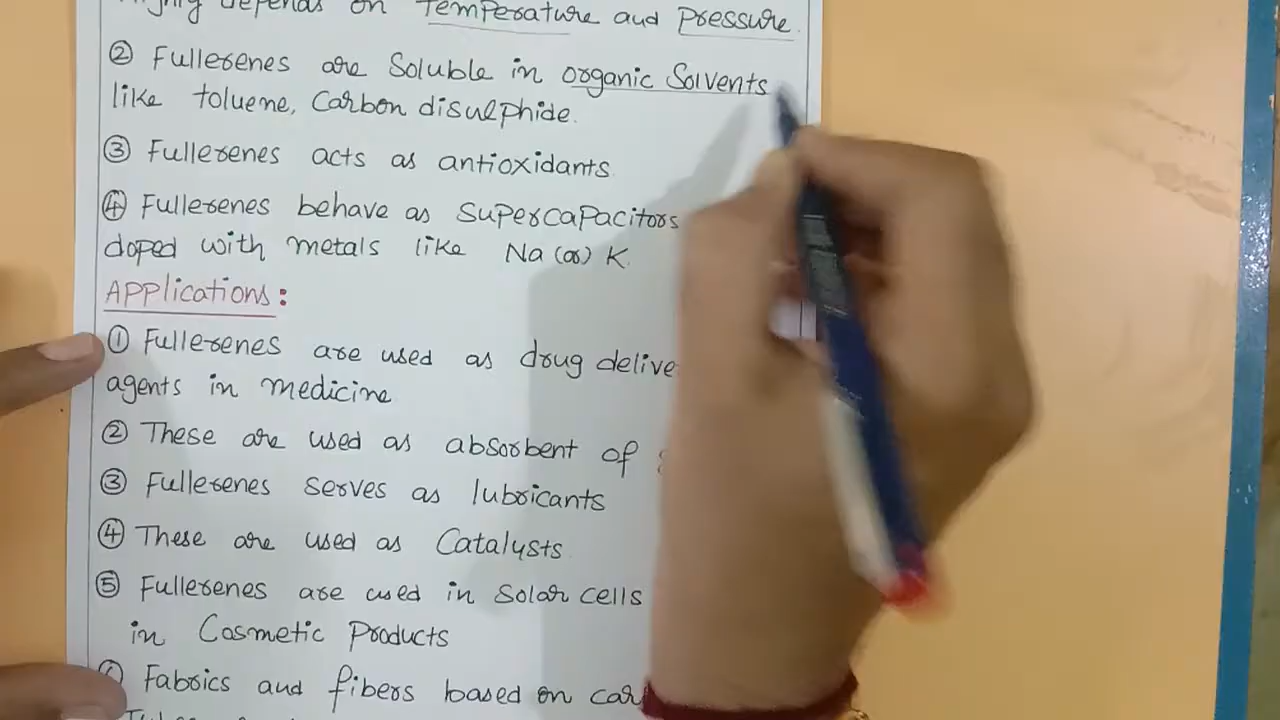 depends on Temperature and Pressure.
② Fullerenes are Soluble in organic Solvents
like toluene, Carbon disulphide.
③ Fullerenes acts as antioxidants.
④ Fullerenes behave as Supercapacitors
doped with metals like Na (or) K.
APPlications:
① Fullerenes are used as drug delive
agents in medicine
② These are used as absorbent of
③ Fullerenes serves as lubricants
④ These are used as Catalysts.
⑤ Fullerenes are used in Solar cells
in Cosmetic Products
Fabrics and fibers based on car